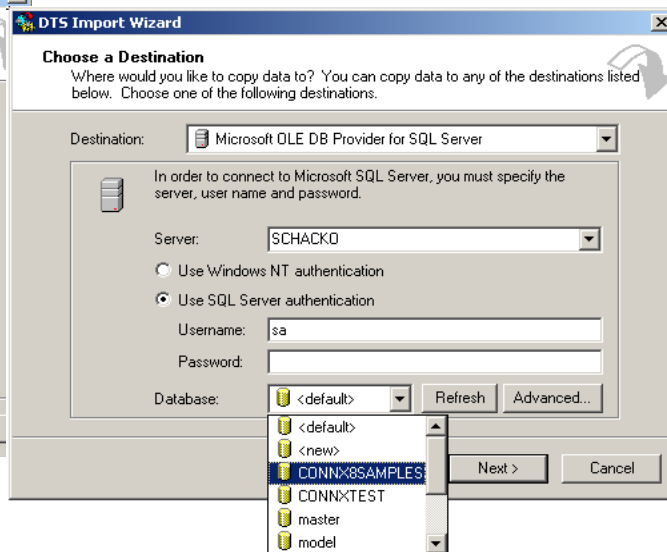 DTS Import Wizard
Choose a Destination
Where would you like to copy data to? You can copy data to any of the destinations listed
below. Choose one of the following destinations.
Destination: Microsoft OLE DB Provider for SQL Server
In order to connect to Microsoft SQL Server, you must specify the
server, user name and password.
Server: SCHACKO
Use Windows NT authentication
Use SQL Server authentication
Username: sa
Password:
Database: <default> Refresh Advanced...
<default>
<new>
CONNX8SAMPLES Next > Cancel
CONNXTEST
master
model